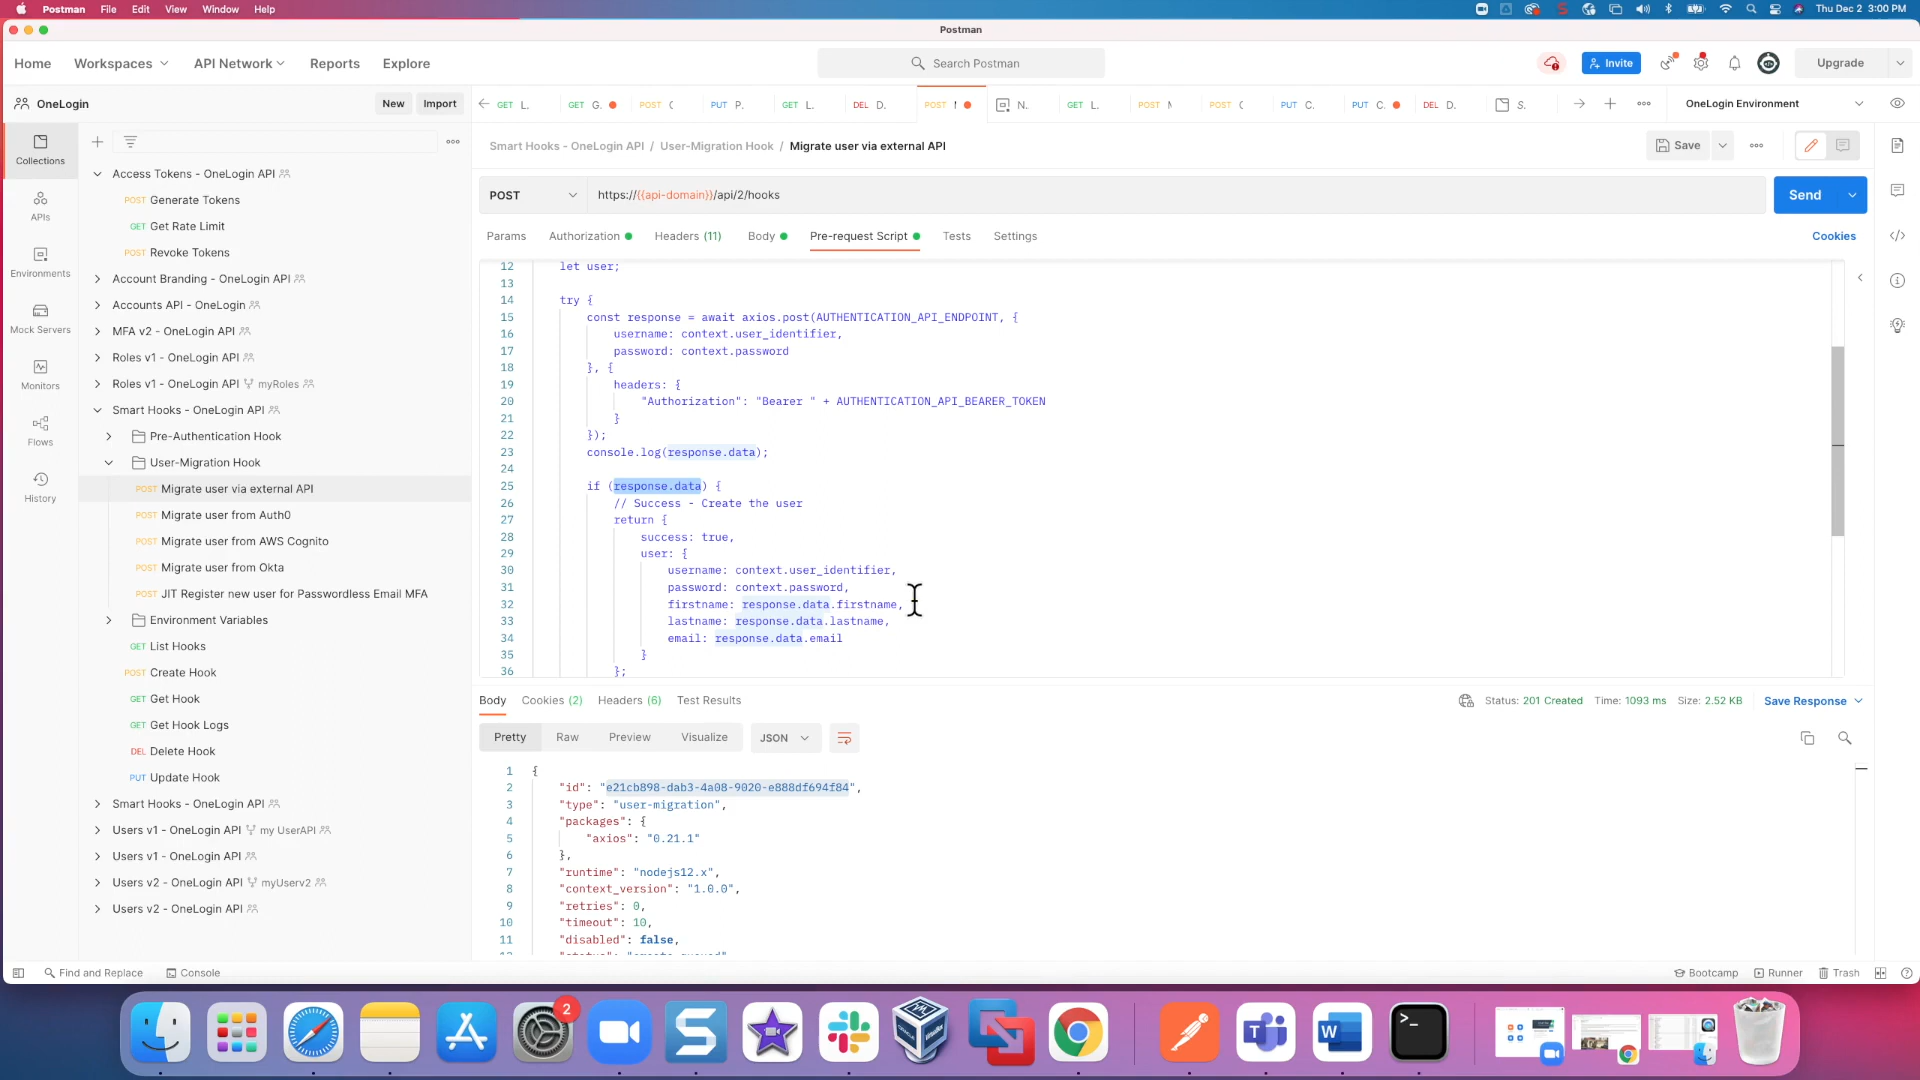 Postman File Edit View Window Help Thu Dec 2 3:00 PM
Postman
Home Workspaces API Network Reports Explore Search Postman Invite Upgrade
OneLogin New Import GET L. GET G. POST PUT P. GET L. DEL D. POST N. GET L. POST POST PUT C. PUT C. DEL D. S. OneLogin Environment
Collections
APIs
Environments
Mock Servers
Monitors
Flows
History
Access Tokens - OneLogin API
POST Generate Tokens
GET Get Rate Limit
POST Revoke Tokens
Account Branding - OneLogin API
Accounts API - OneLogin
MFA v2 - OneLogin API
Roles v1 - OneLogin API
Roles v1 - OneLogin API myRoles
Smart Hooks - OneLogin API
Pre-Authentication Hook
User-Migration Hook
POST Migrate user via external API
POST Migrate user from Auth0
POST Migrate user from AWS Cognito
POST Migrate user from Okta
POST JIT Register new user for Passwordless Email MFA
Environment Variables
GET List Hooks
POST Create Hook
GET Get Hook
GET Get Hook Logs
DEL Delete Hook
PUT Update Hook
Smart Hooks - OneLogin API
Users v1 - OneLogin API my UserAPI
Users v1 - OneLogin API
Users v2 - OneLogin API myUserv2
Users v2 - OneLogin API
Smart Hooks - OneLogin API / User-Migration Hook / Migrate user via external API Save
POST https://{{api-domain}}/api/2/hooks Send
Params Authorization Headers (11) Body Pre-request Script Tests Settings Cookies
12 let user;
13
14 try {
15 const response = await axios.post(AUTHENTICATION_API_ENDPOINT, {
16 username: context.user_identifier,
17 password: context.password
18 }, {
19 headers: {
20 "Authorization": "Bearer " + AUTHENTICATION_API_BEARER_TOKEN
21 }
22 });
23 console.log(response.data);
24
25 if (response.data) {
26 // Success - Create the user
27 return {
28 success: true,
29 user: {
30 username: context.user_identifier,
31 password: context.password,
32 firstname: response.data.firstname,
33 lastname: response.data.lastname,
34 email: response.data.email
35 }
36 };
Body Cookies (2) Headers (6) Test Results Status: 201 Created Time: 1093 ms Size: 2.52 KB Save Response
Pretty Raw Preview Visualize JSON
1 {
2 "id": "e21cb898-dab3-4a08-9020-e888df694f84",
3 "type": "user-migration",
4 "packages": {
5 "axios": "0.21.1"
6 },
7 "runtime": "nodejs12.x",
8 "context_version": "1.0.0",
9 "retries": 0,
10 "timeout": 10,
11 "disabled": false,
Find and Replace Console Bootcamp Runner Trash
2